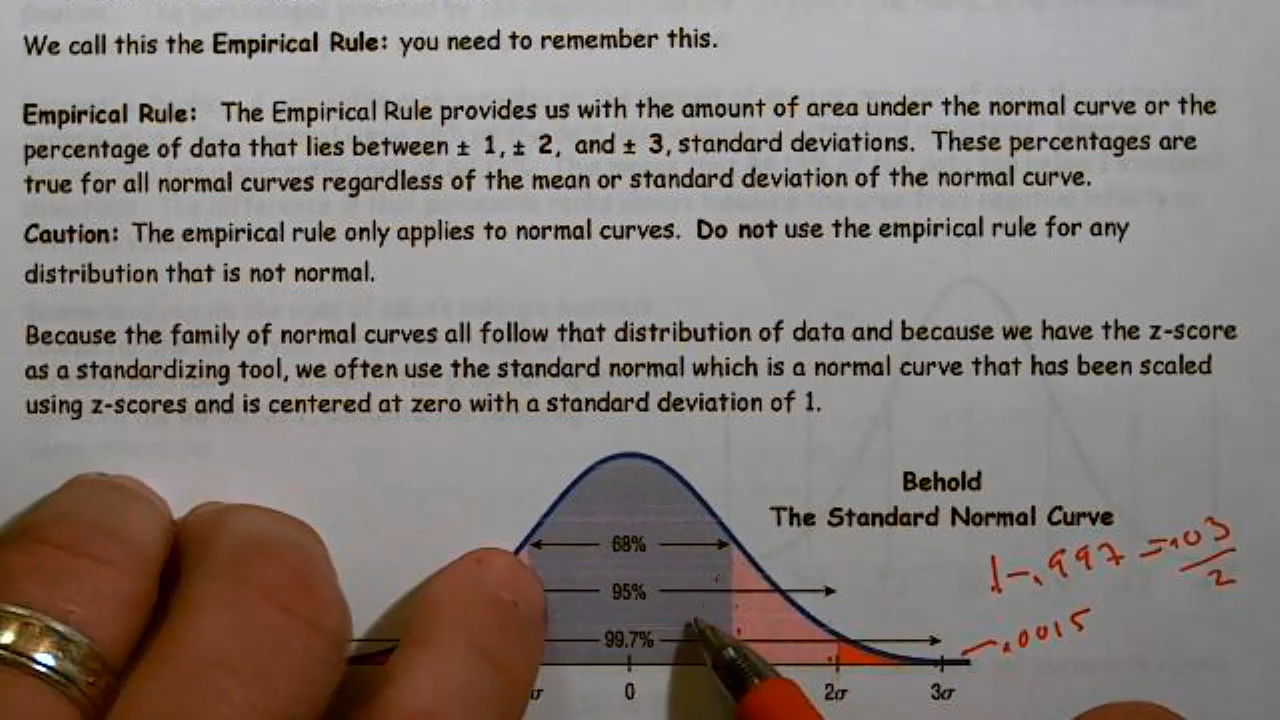 We call this the Empirical Rule: you need to remember this.
Empirical Rule: The Empirical Rule provides us with the amount of area under the normal curve or the
percentage of data that lies between ± 1, ± 2, and ± 3, standard deviations. These percentages are
true for all normal curves regardless of the mean or standard deviation of the normal curve.
Caution: The empirical rule only applies to normal curves. Do not use the empirical rule for any
distribution that is not normal.
Because the family of normal curves all follow that distribution of data and because we have the z-score
as a standardizing tool, we often use the standard normal which is a normal curve that has been scaled
using z-scores and is centered at zero with a standard deviation of 1.
Behold
The Standard Normal Curve
68%
1-.997 = .03
2
95%
99.7%
.0015
σ 0 2σ 3σ